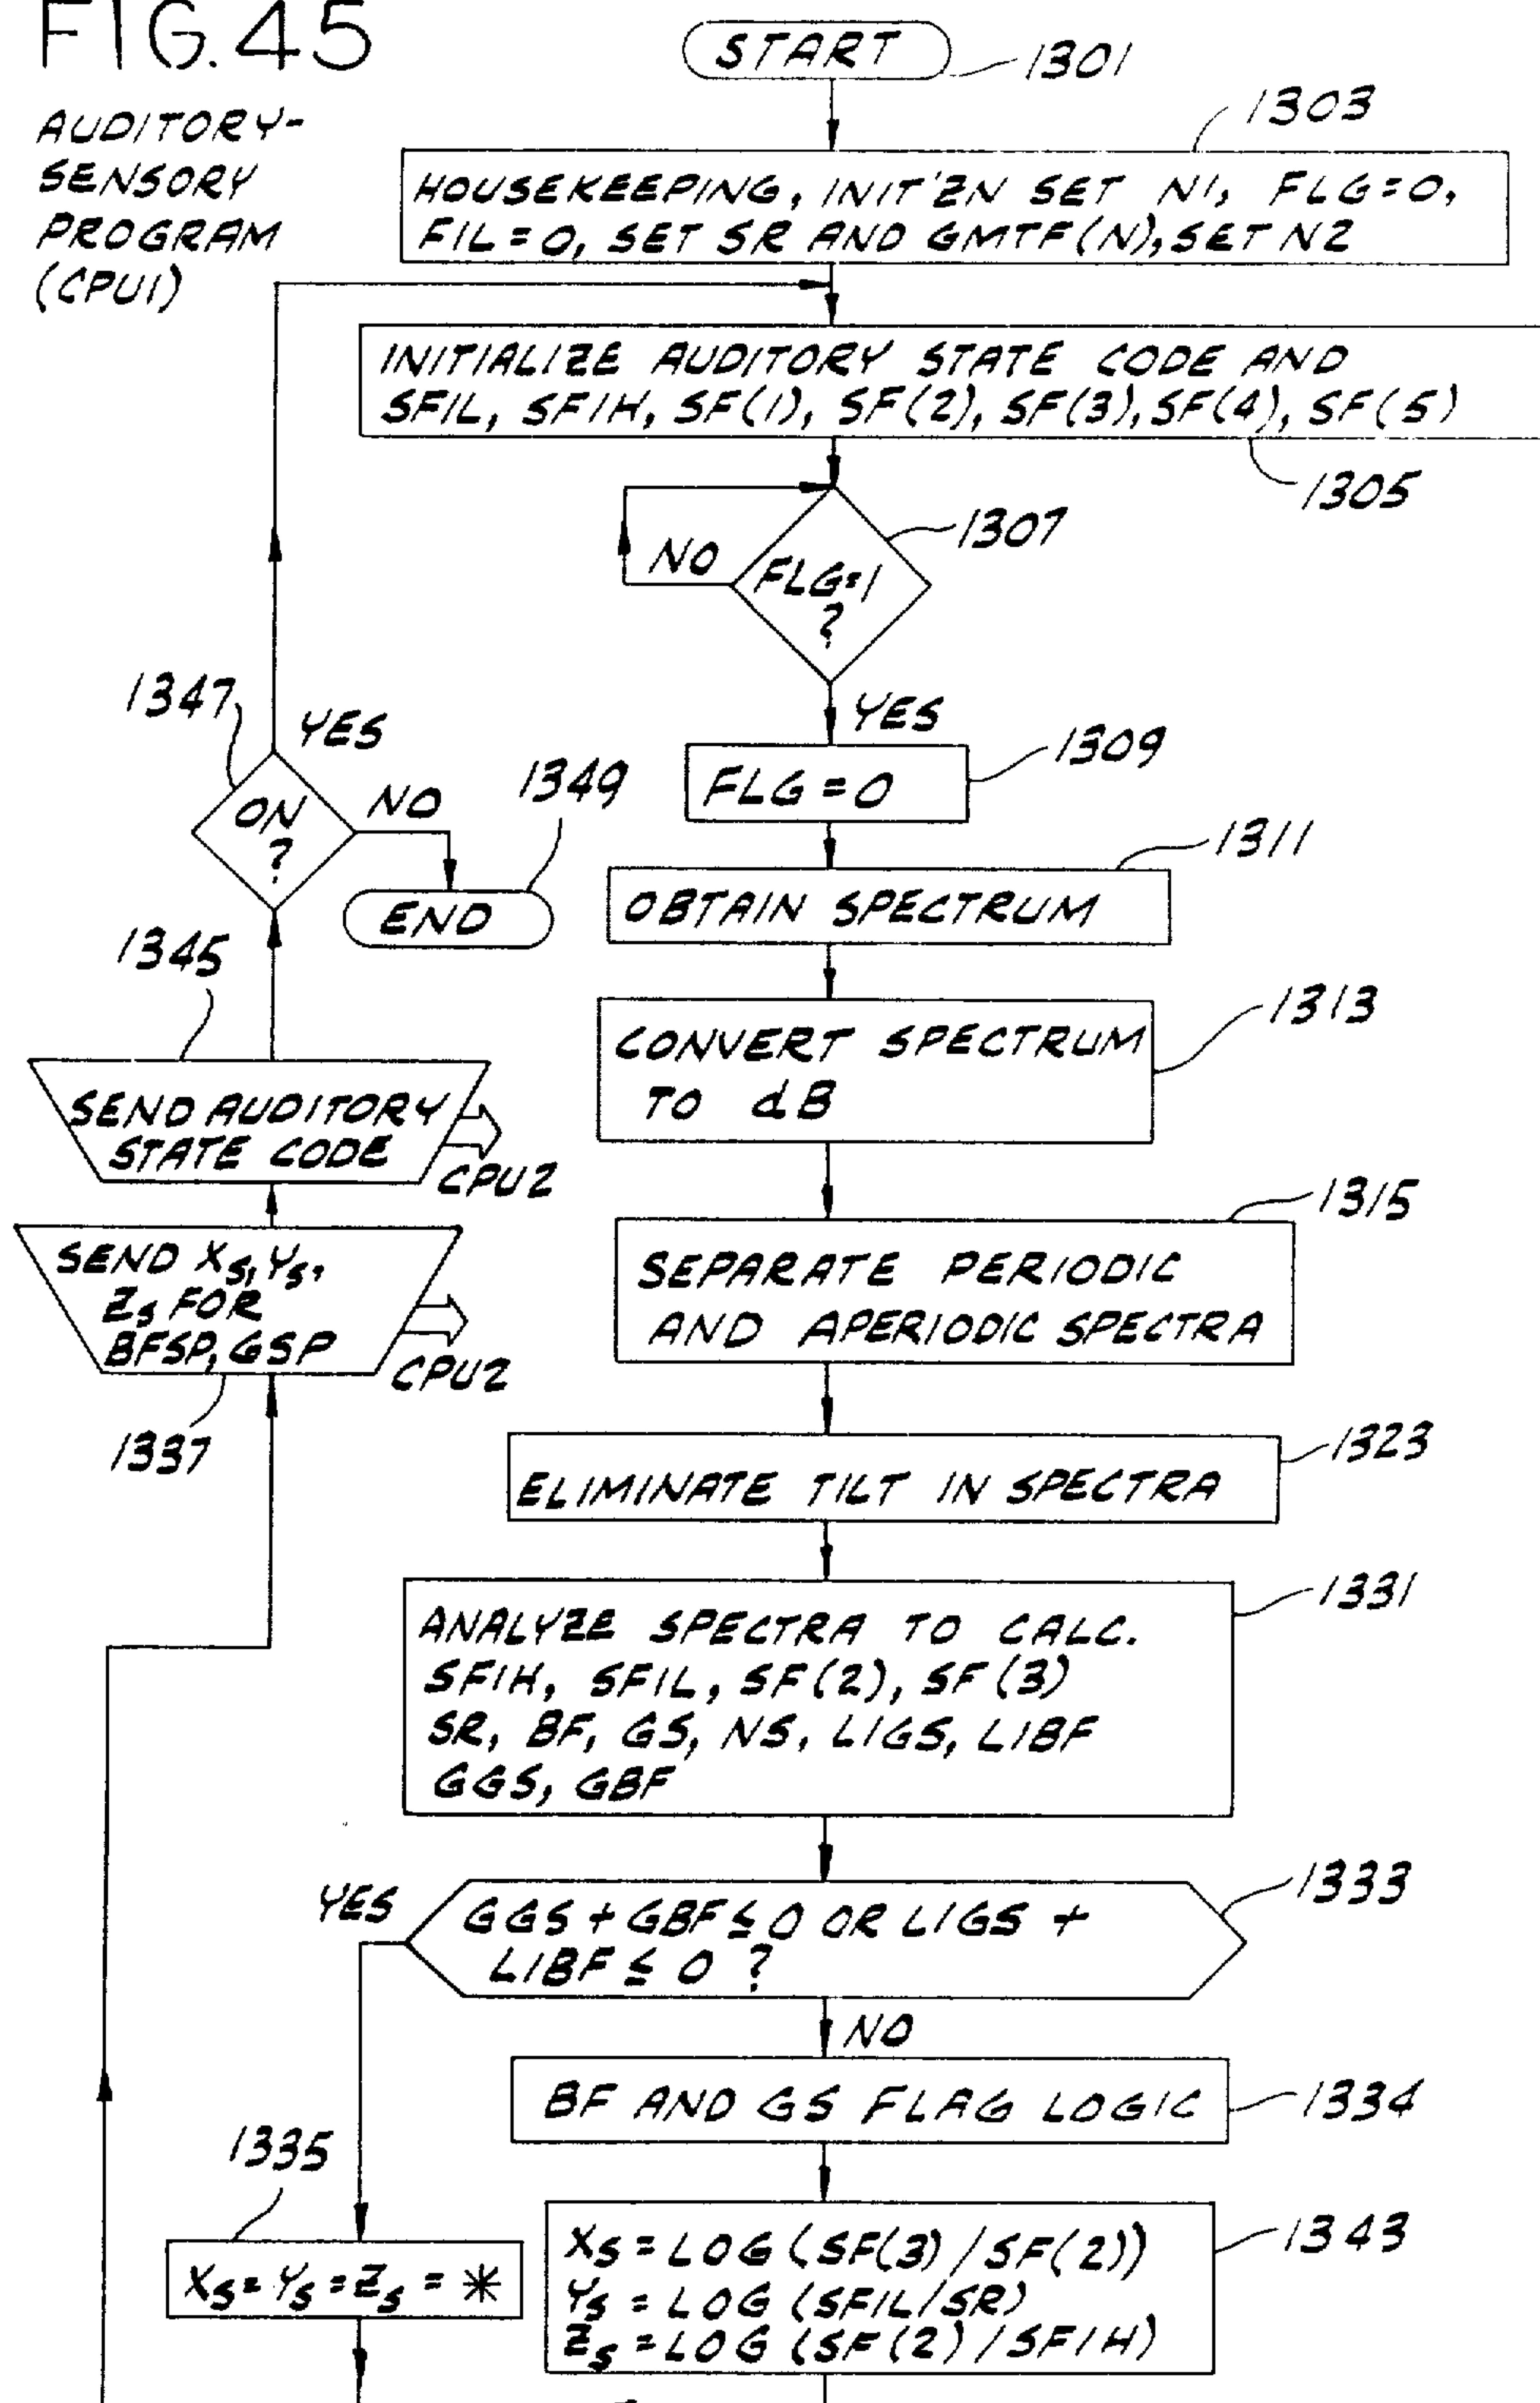 FIG. 45
AUDITORY-
SENSORY
PROGRAM
(CPU1)
START
1301
1303
HOUSEKEEPING, INIT'ZN SET N1, FLG=0,
FIL=0, SET SR AND GMTF(N), SET N2
INITIALIZE AUDITORY STATE CODE AND
SF1L, SF1H, SF(1), SF(2), SF(3), SF(4), SF(5)
1305
1307
NO
FLG=1
?
YES
1309
FLG=0
1311
OBTAIN SPECTRUM
1313
CONVERT SPECTRUM
TO dB
1315
SEPARATE PERIODIC
AND APERIODIC SPECTRA
1323
ELIMINATE TILT IN SPECTRA
1331
ANALYZE SPECTRA TO CALC.
SF1H, SF1L, SF(2), SF(3)
SR, BF, GS, NS, LIGS, LIBF
GGS, GBF
1333
YES
GGS + GBF ≤ 0 OR LIGS +
LIBF ≤ 0 ?
NO
BF AND GS FLAG LOGIC
1334
1335
Xs = Ys = Zs = *
1343
Xs = LOG (SF(3)/SF(2))
Ys = LOG (SF1L/SR)
Zs = LOG (SF(2)/SF1H)
1347
YES
ON
?
NO
1349
END
1345
SEND AUDITORY
STATE CODE
CPU2
SEND Xs, Ys,
Zs FOR
BFSP, GSP
CPU2
1337